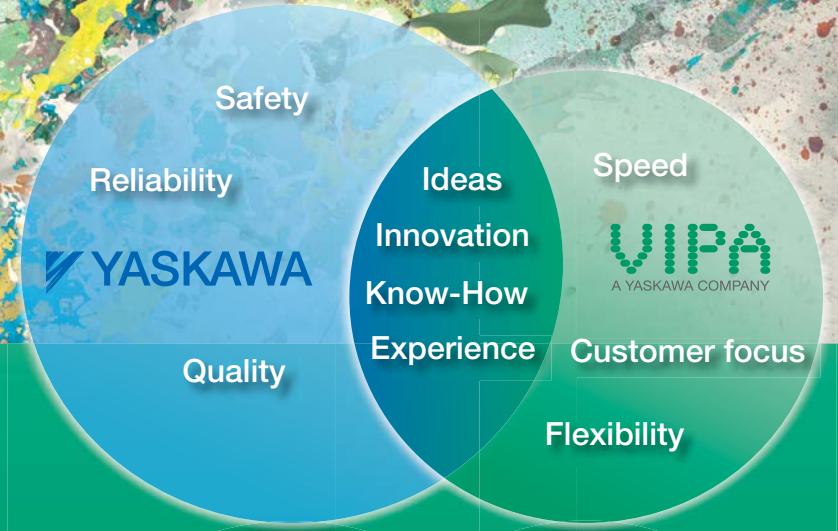 Safety
Reliability
YASKAWA
Quality
Ideas
Innovation
Know-How
Experience
Speed
VIPA
A YASKAWA COMPANY
Customer focus
Flexibility